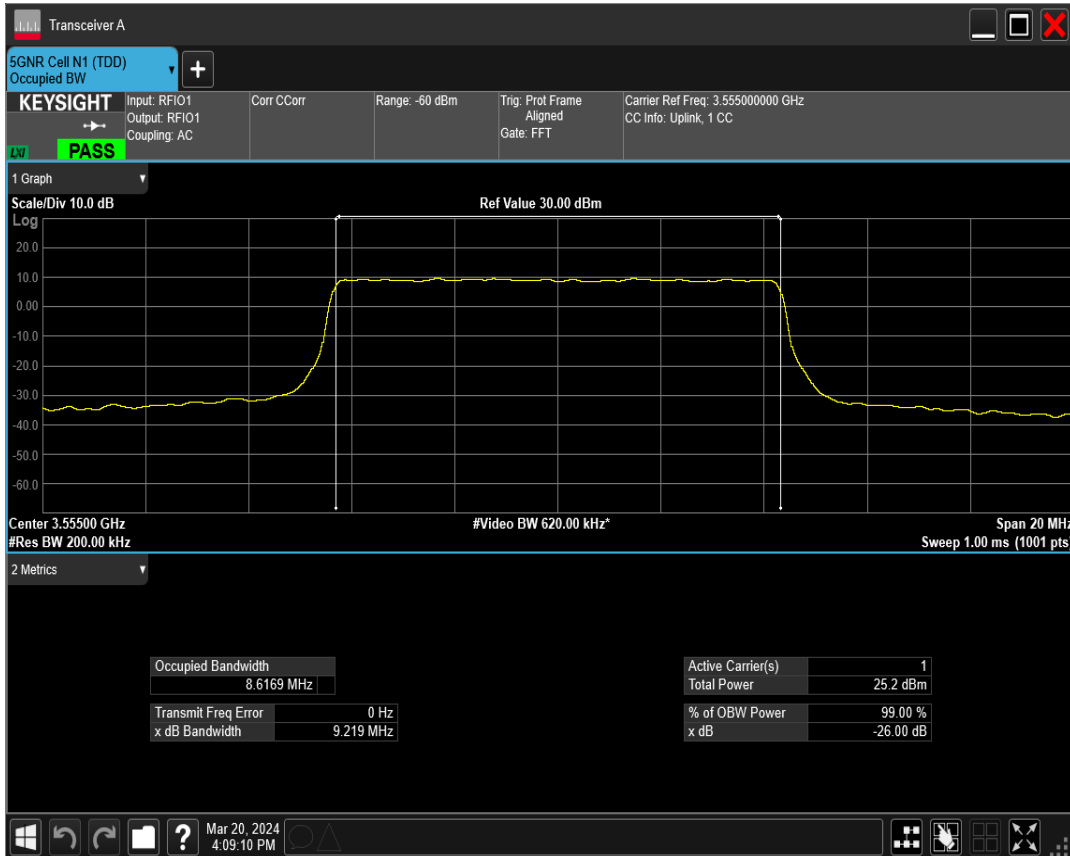 Transceiver A
5GNR Cell N1 (TDD)
Occupied BW
+
KEYSIGHT
LXI
PASS
Input: RFIO1
Output: RFIO1
Coupling: AC
Corr CCorr
Range: -60 dBm
Trig: Prot Frame
Aligned
Gate: FFT
Carrier Ref Freq: 3.555000000 GHz
CC Info: Uplink, 1 CC
1 Graph
Scale/Div 10.0 dB
Ref Value 30.00 dBm
Log
20.0
10.0
0.00
-10.0
-20.0
-30.0
-40.0
-50.0
-60.0
Center 3.55500 GHz
#Video BW 620.00 kHz*
Span 20 MHz
#Res BW 200.00 kHz
Sweep 1.00 ms (1001 pts)
2 Metrics
Occupied Bandwidth
8.6169 MHz
Transmit Freq Error 0 Hz
x dB Bandwidth 9.219 MHz
Active Carrier(s) 1
Total Power 25.2 dBm
% of OBW Power 99.00 %
x dB -26.00 dB
?
Mar 20, 2024
4:09:10 PM